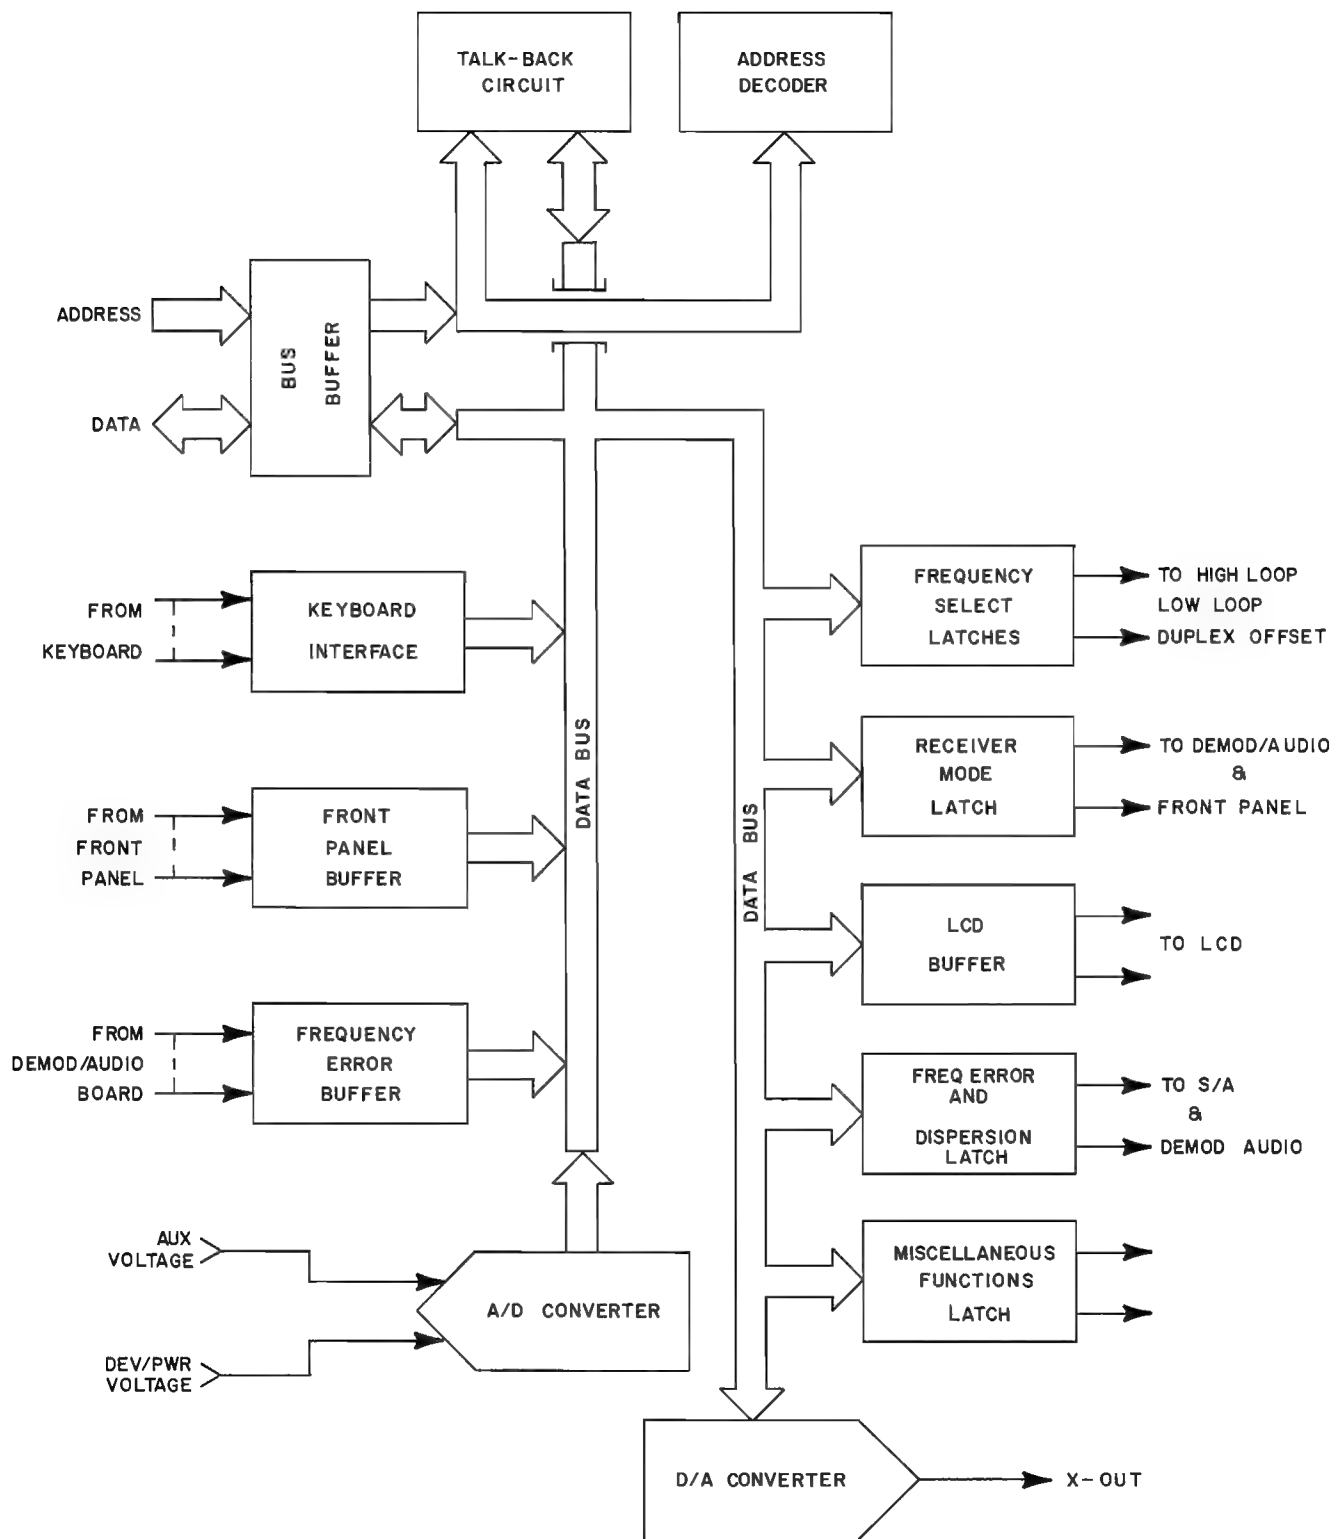 TALK-BACK
CIRCUIT
ADDRESS
DECODER
ADDRESS
DATA
BUS
BUFFER
FROM
KEYBOARD
KEYBOARD
INTERFACE
FROM
FRONT
PANEL
FRONT
PANEL
BUFFER
FROM
DEMOD/AUDIO
BOARD
FREQUENCY
ERROR
BUFFER
DATA BUS
AUX
VOLTAGE
DEV/PWR
VOLTAGE
A/D CONVERTER
DATA BUS
FREQUENCY
SELECT
LATCHES
TO HIGH LOOP
LOW LOOP
DUPLEX OFFSET
RECEIVER
MODE
LATCH
TO DEMOD/AUDIO
&
FRONT PANEL
LCD
BUFFER
TO LCD
FREQ ERROR
AND
DISPERSION
LATCH
TO S/A
&
DEMOD AUDIO
MISCELLANEOUS
FUNCTIONS
LATCH
D/A CONVERTER
X-OUT